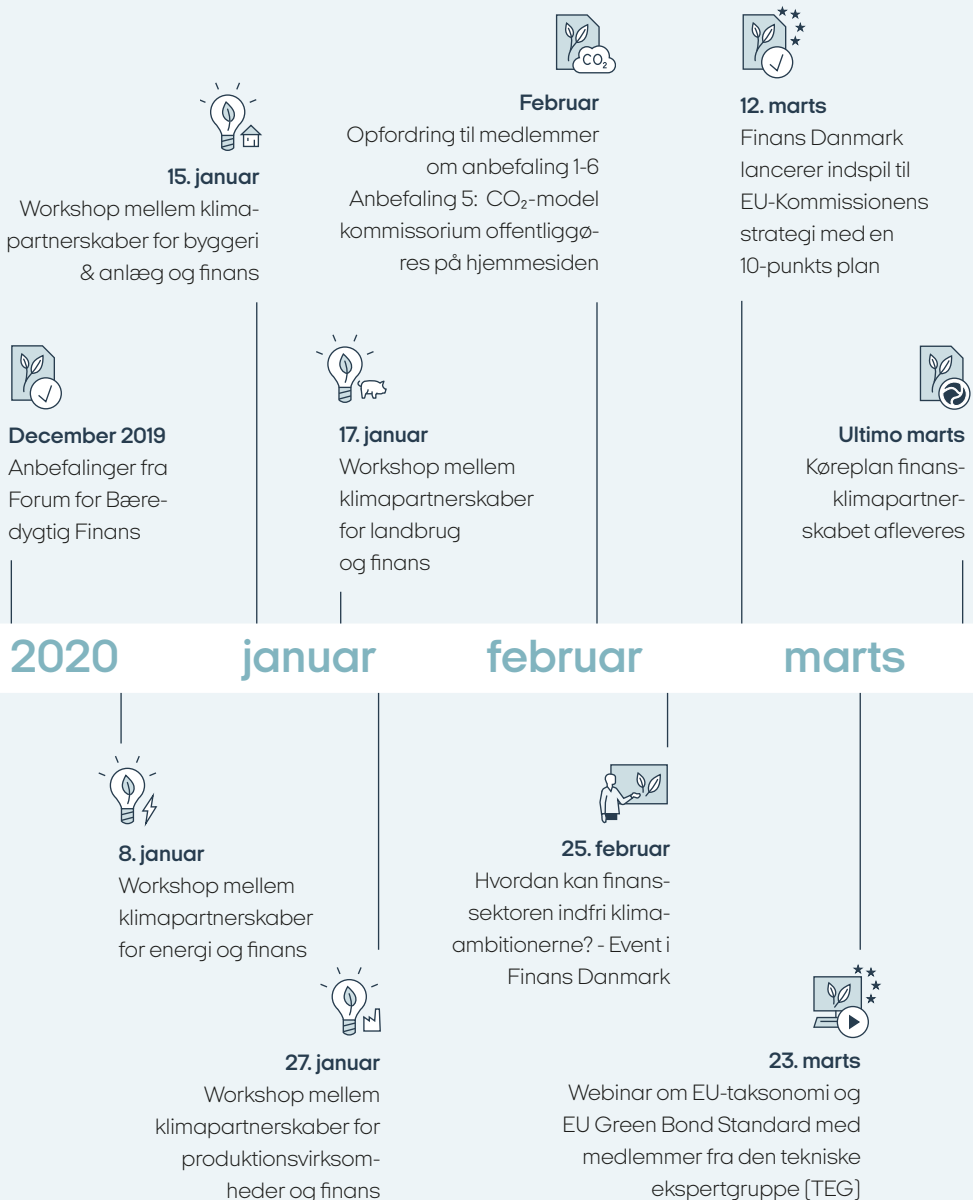 CO₂
Februar
Opfordring til medlemmer
om anbefaling 1-6
Anbefaling 5: CO₂-model
kommissorium offentliggø-
res på hjemmesiden
12. marts
Finans Danmark
lancerer indspil til
EU-Kommissionens
strategi med en
10-punkts plan
15. januar
Workshop mellem klima-
partnerskaber for byggeri
& anlæg og finans
December 2019
Anbefalinger fra
Forum for Bære-
dygtig Finans
17. januar
Workshop mellem
klimapartnerskaber
for landbrug
og finans
Ultimo marts
Køreplan finans-
klimapartner-
skabet afleveres
2020 januar februar marts
8. januar
Workshop mellem
klimapartnerskaber
for energi og finans
25. februar
Hvordan kan finans-
sektoren indfri klima-
ambitionerne? - Event i
Finans Danmark
27. januar
Workshop mellem
klimapartnerskaber for
produktionsvirksom-
heder og finans
23. marts
Webinar om EU-taksonomi og
EU Green Bond Standard med
medlemmer fra den tekniske
ekspertgruppe (TEG)